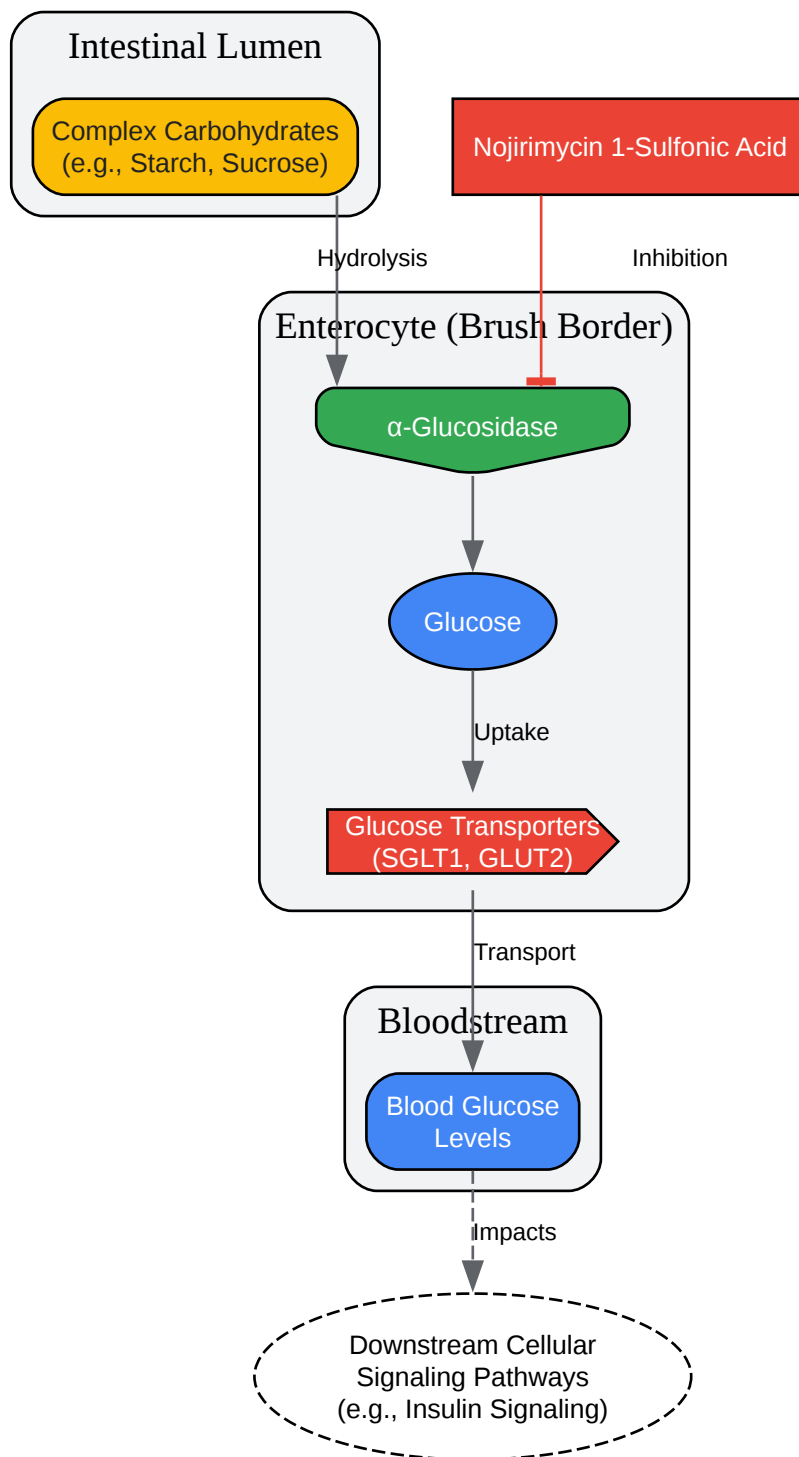 Intestinal Lumen
Complex Carbohydrates
(e.g., Starch, Sucrose)
Nojirimycin 1-Sulfonic Acid
Hydrolysis
Inhibition
Enterocyte (Brush Border)
α-Glucosidase
Glucose
Uptake
Glucose Transporters
(SGLT1, GLUT2)
Transport
Bloodstream
Blood Glucose
Levels
Impacts
Downstream Cellular
Signaling Pathways
(e.g., Insulin Signaling)